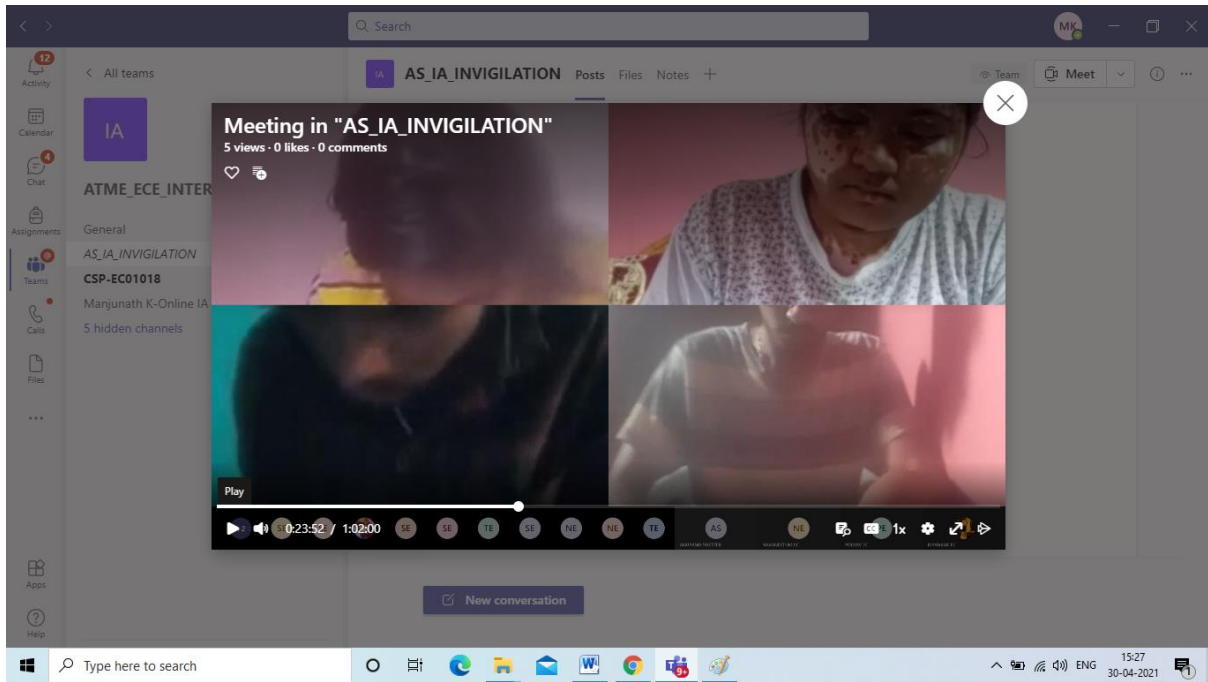 Search
MK
12
Activity
Calendar
4
Chat
Assignments
Teams
Calls
Files
Apps
Help
All teams
IA
ATME_ECE_INTER
General
AS_IA_INVIGILATION
CSP-EC01018
Manjunath K-Online IA
5 hidden channels
IA AS_IA_INVIGILATION Posts Files Notes
Team Meet
Meeting in "AS_IA_INVIGILATION"
5 views · 0 likes · 0 comments
Play
0:23:52 / 1:02:00 SE SE TE SE NE NE TE AS NE CC 1x
New conversation
Type here to search
9+
ENG
15:27
30-04-2021
1